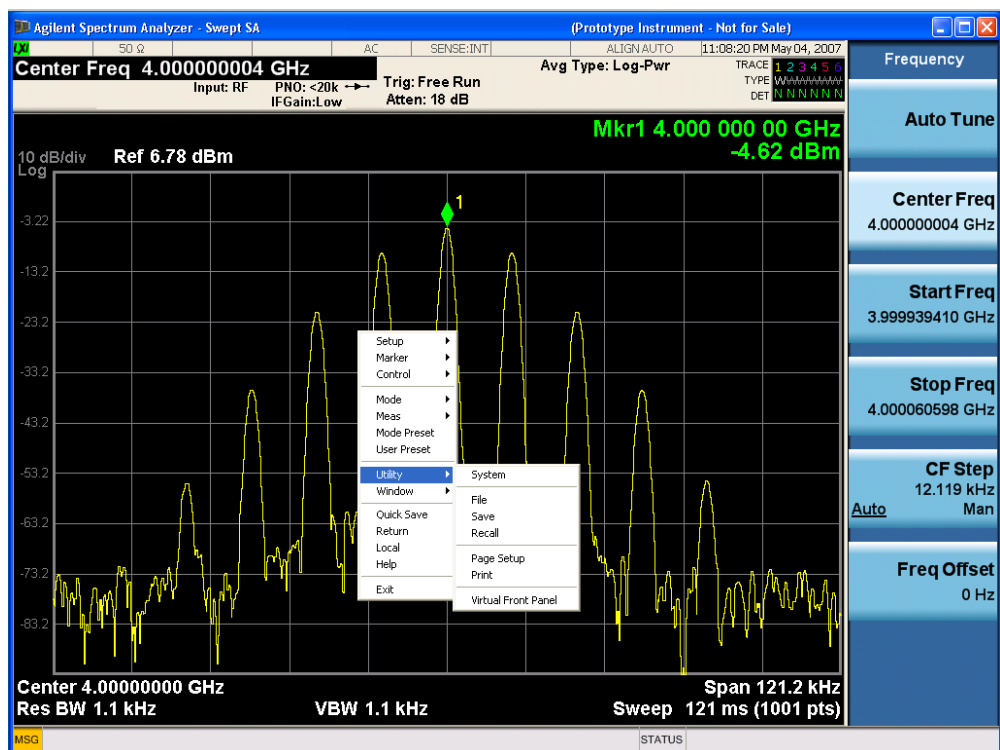 Agilent Spectrum Analyzer - Swept SA (Prototype Instrument - Not for Sale)
LXI 50 Ω AC SENSE:INT ALIGN AUTO 11:08:20 PM May 04, 2007
Center Freq 4.000000004 GHz
Input: RF
PNO: <20k
IFGain:Low
Trig: Free Run
Atten: 18 dB
Avg Type: Log-Pwr
TRACE 1 2 3 4 5 6
TYPE
DET N N N N N N
Mkr1 4.000 000 00 GHz
-4.62 dBm
10 dB/div Ref 6.78 dBm
Log
1
-3.22
-13.2
-23.2
-33.2
-43.2
-53.2
-63.2
-73.2
-83.2
Setup
Marker
Control
Mode
Meas
Mode Preset
User Preset
Utility
Window
Quick Save
Return
Local
Help
Exit
System
File
Save
Recall
Page Setup
Print
Virtual Front Panel
Center 4.00000000 GHz Span 121.2 kHz
Res BW 1.1 kHz VBW 1.1 kHz Sweep 121 ms (1001 pts)
MSG STATUS
Frequency
Auto Tune
Center Freq
4.000000004 GHz
Start Freq
3.999939410 GHz
Stop Freq
4.000060598 GHz
CF Step
12.119 kHz
Auto Man
Freq Offset
0 Hz